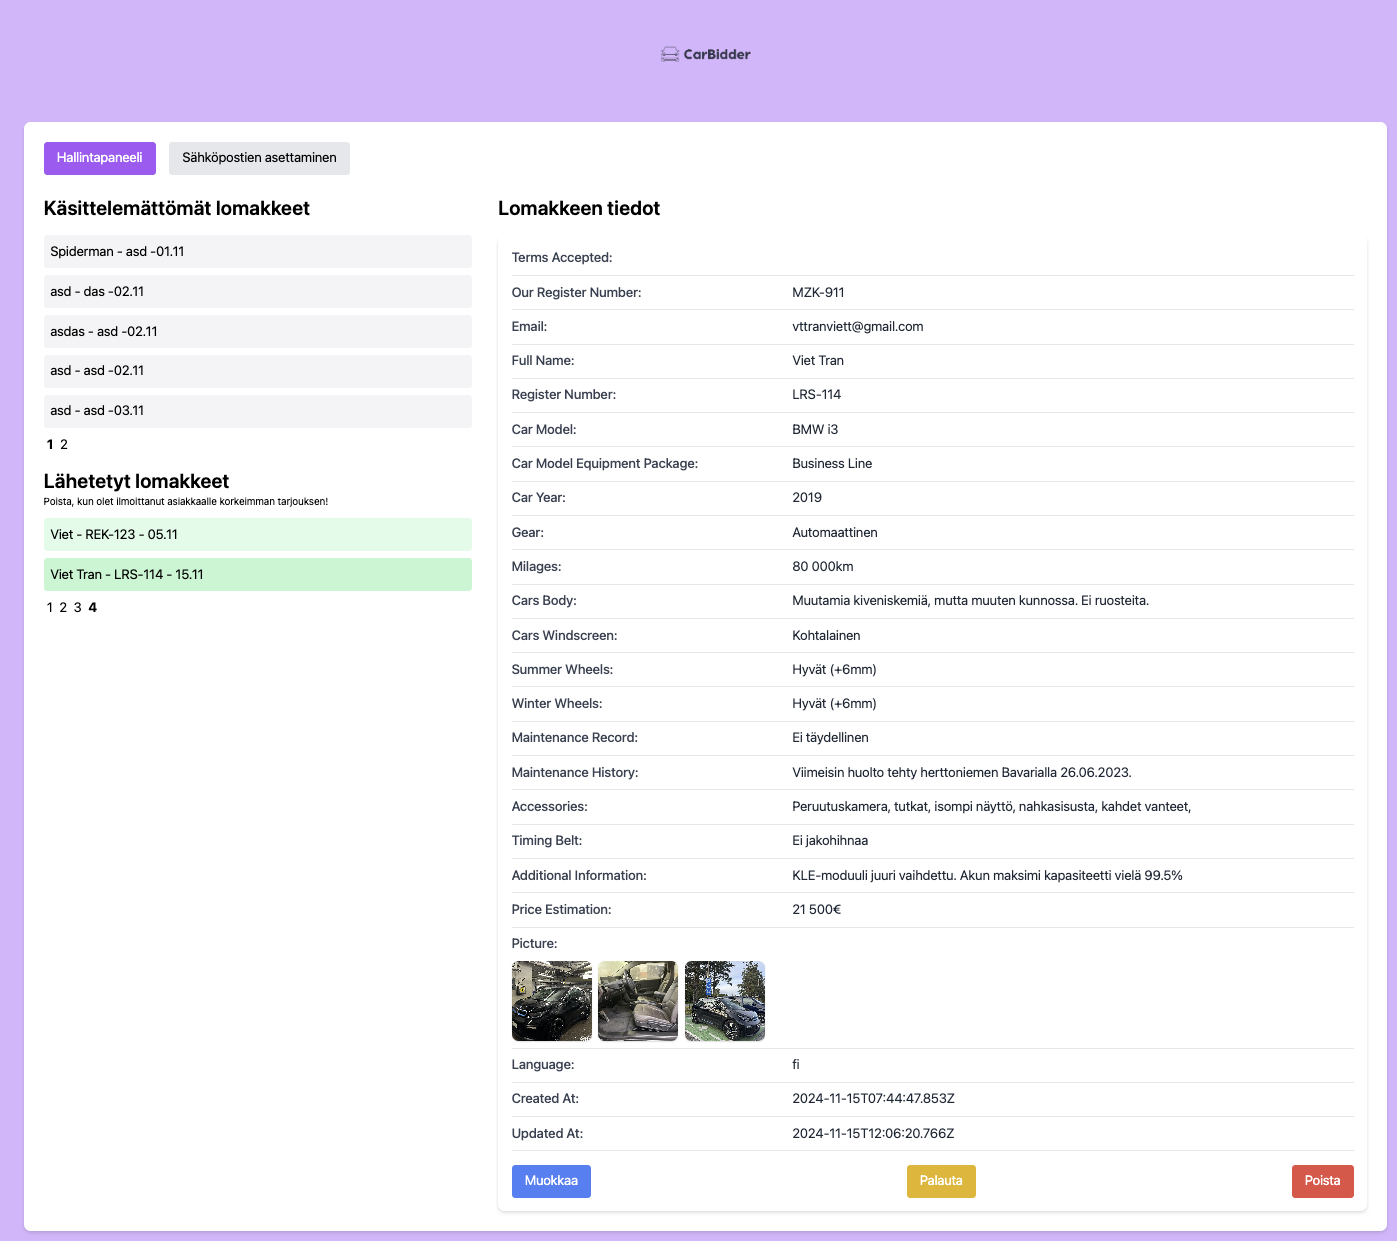 CarBidder
Hallintapaneeli
Sähköpostien asettaminen
Käsittelemättömät lomakkeet
Spiderman - asd -01.11
asd - das -02.11
asdas - asd -02.11
asd - asd -02.11
asd - asd -03.11
1 2
Lähetetyt lomakkeet
Poista, kun olet ilmoittanut asiakkaalle korkeimman tarjouksen!
Viet - REK-123 - 05.11
Viet Tran - LRS-114 - 15.11
1 2 3 4
Lomakkeen tiedot
Terms Accepted:
Our Register Number: MZK-911
Email: vttranviett@gmail.com
Full Name: Viet Tran
Register Number: LRS-114
Car Model: BMW i3
Car Model Equipment Package: Business Line
Car Year: 2019
Gear: Automaattinen
Milages: 80 000km
Cars Body: Muutamia kiveniskemiä, mutta muuten kunnossa. Ei ruosteita.
Cars Windscreen: Kohtalainen
Summer Wheels: Hyvät (+6mm)
Winter Wheels: Hyvät (+6mm)
Maintenance Record: Ei täydellinen
Maintenance History: Viimeisin huolto tehty herttoniemen Bavarialla 26.06.2023.
Accessories: Peruutuskamera, tutkat, isompi näyttö, nahkasisusta, kahdet vanteet,
Timing Belt: Ei jakohihnaa
Additional Information: KLE-moduuli juuri vaihdettu. Akun maksimi kapasiteetti vielä 99.5%
Price Estimation: 21 500€
Picture:
Language: fi
Created At: 2024-11-15T07:44:47.853Z
Updated At: 2024-11-15T12:06:20.766Z
Muokkaa
Palauta
Poista